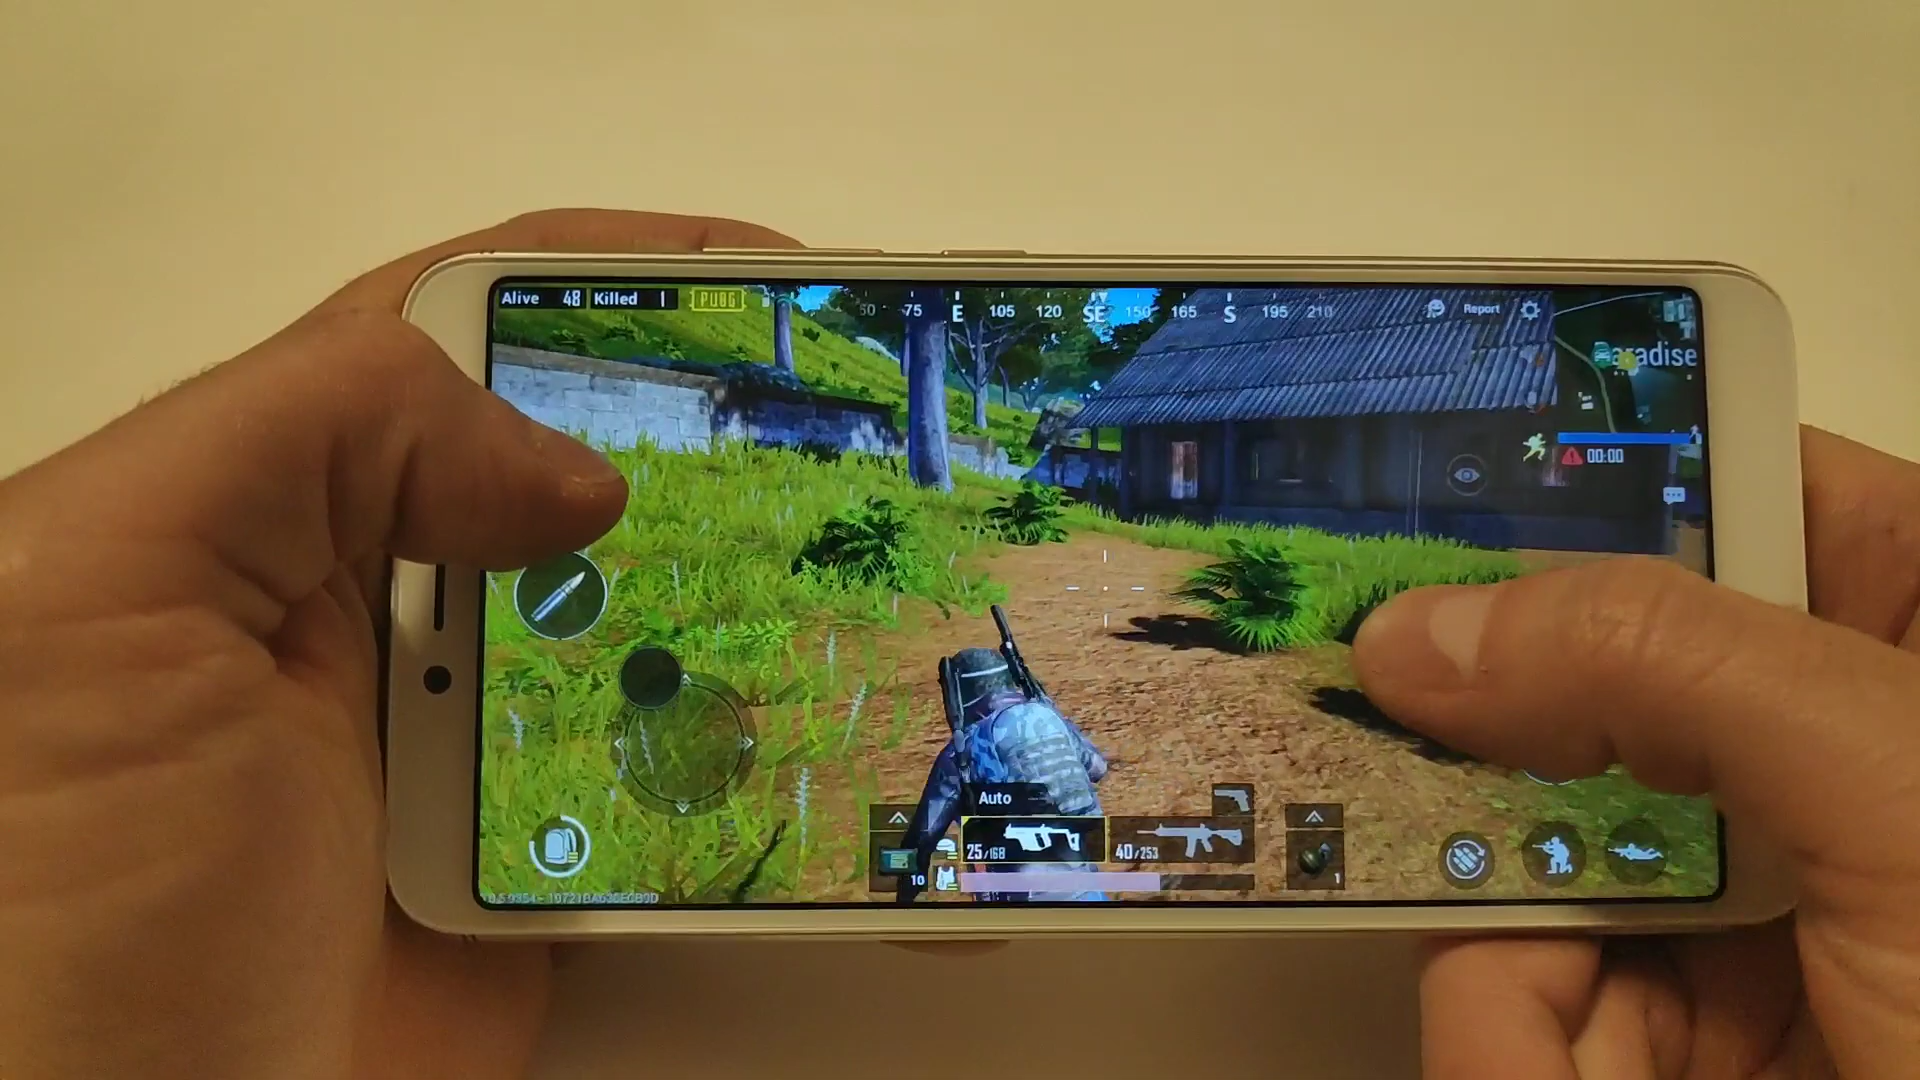 Alive 48 Killed 1 PUBG
60 75 E 105 120 SE 150 165 S 195 210
Report
Paradise
00:00
Auto
25/168
40/253
10
1